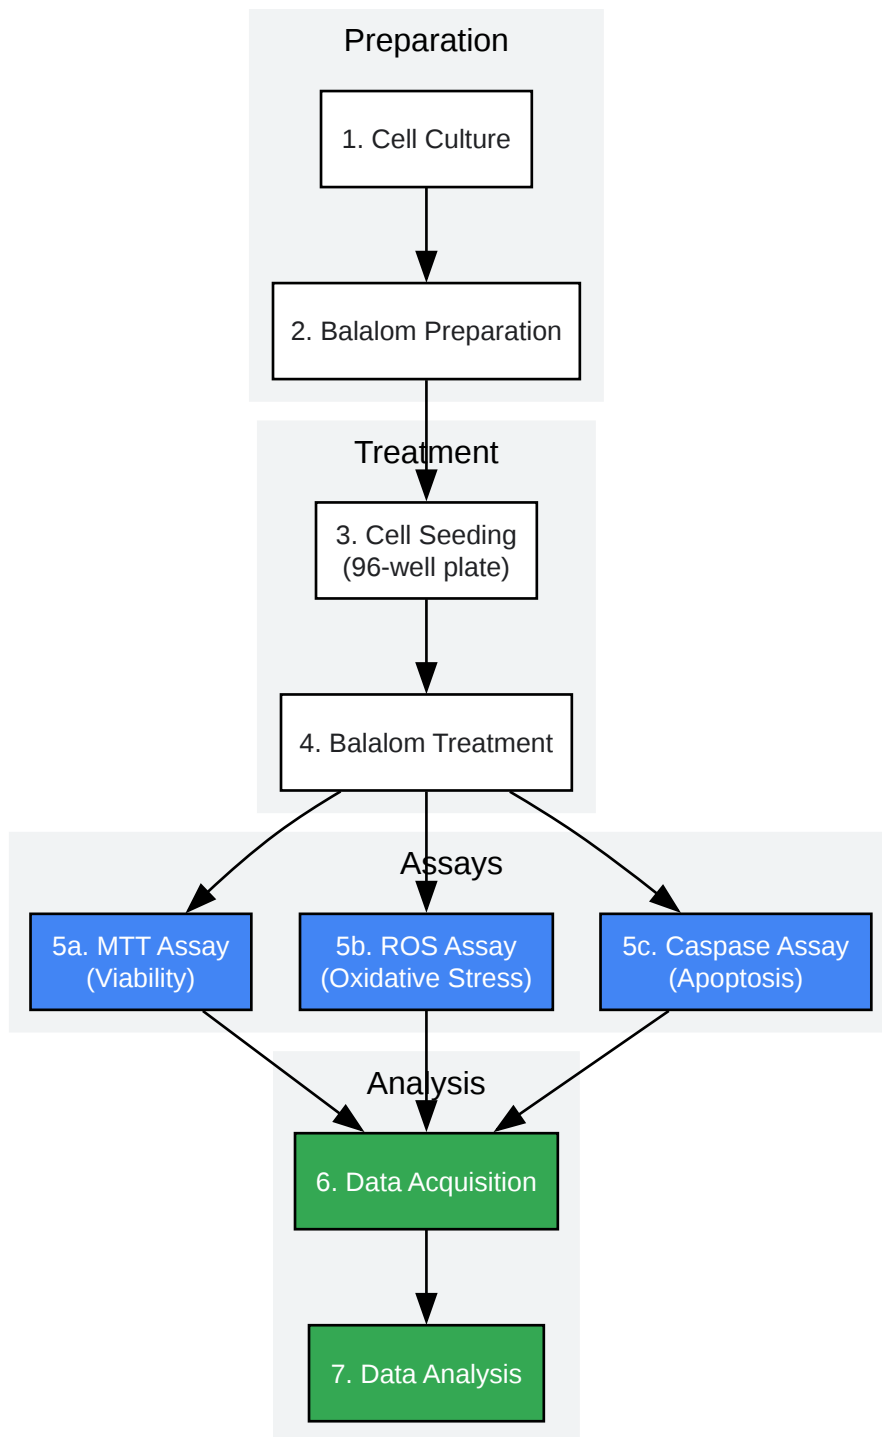 Preparation
1. Cell Culture
2. Balalom Preparation
Treatment
3. Cell Seeding
(96-well plate)
4. Balalom Treatment
Assays
5a. MTT Assay
(Viability)
5b. ROS Assay
(Oxidative Stress)
5c. Caspase Assay
(Apoptosis)
Analysis
6. Data Acquisition
7. Data Analysis